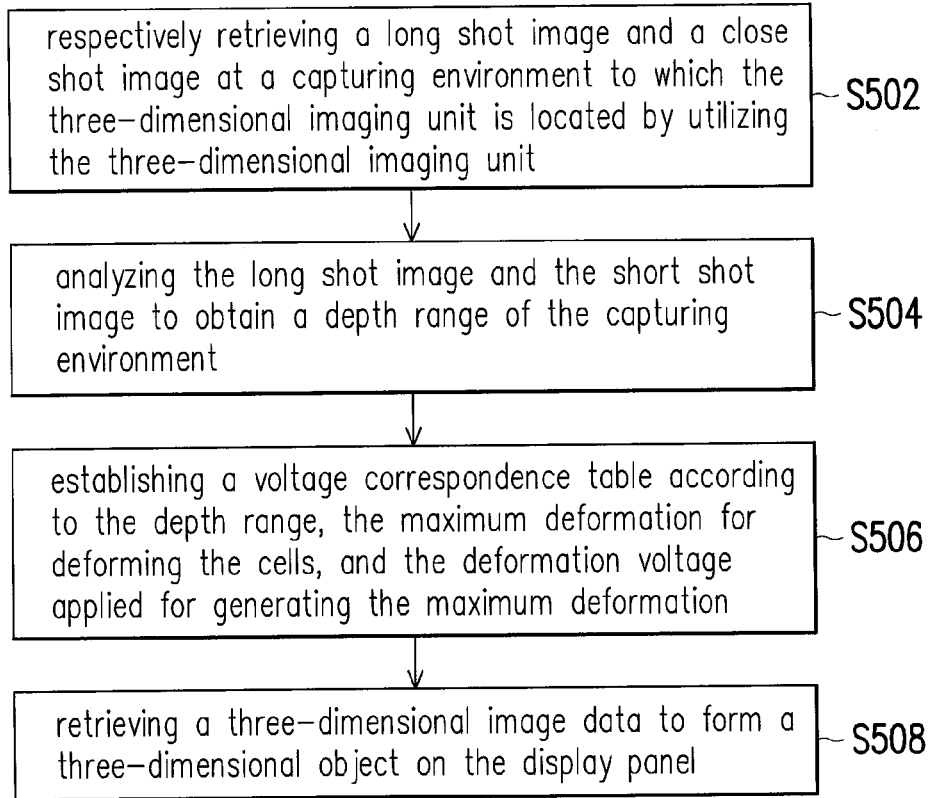 respectively retrieving a long shot image and a close
shot image at a capturing environment to which the
three-dimensional imaging unit is located by utilizing
the three-dimensional imaging unit
S502
analyzing the long shot image and the short shot
image to obtain a depth range of the capturing
environment
S504
establishing a voltage correspondence table according
to the depth range, the maximum deformation for
deforming the cells, and the deformation voltage
applied for generating the maximum deformation
S506
retrieving a three-dimensional image data to form a
three-dimensional object on the display panel
S508